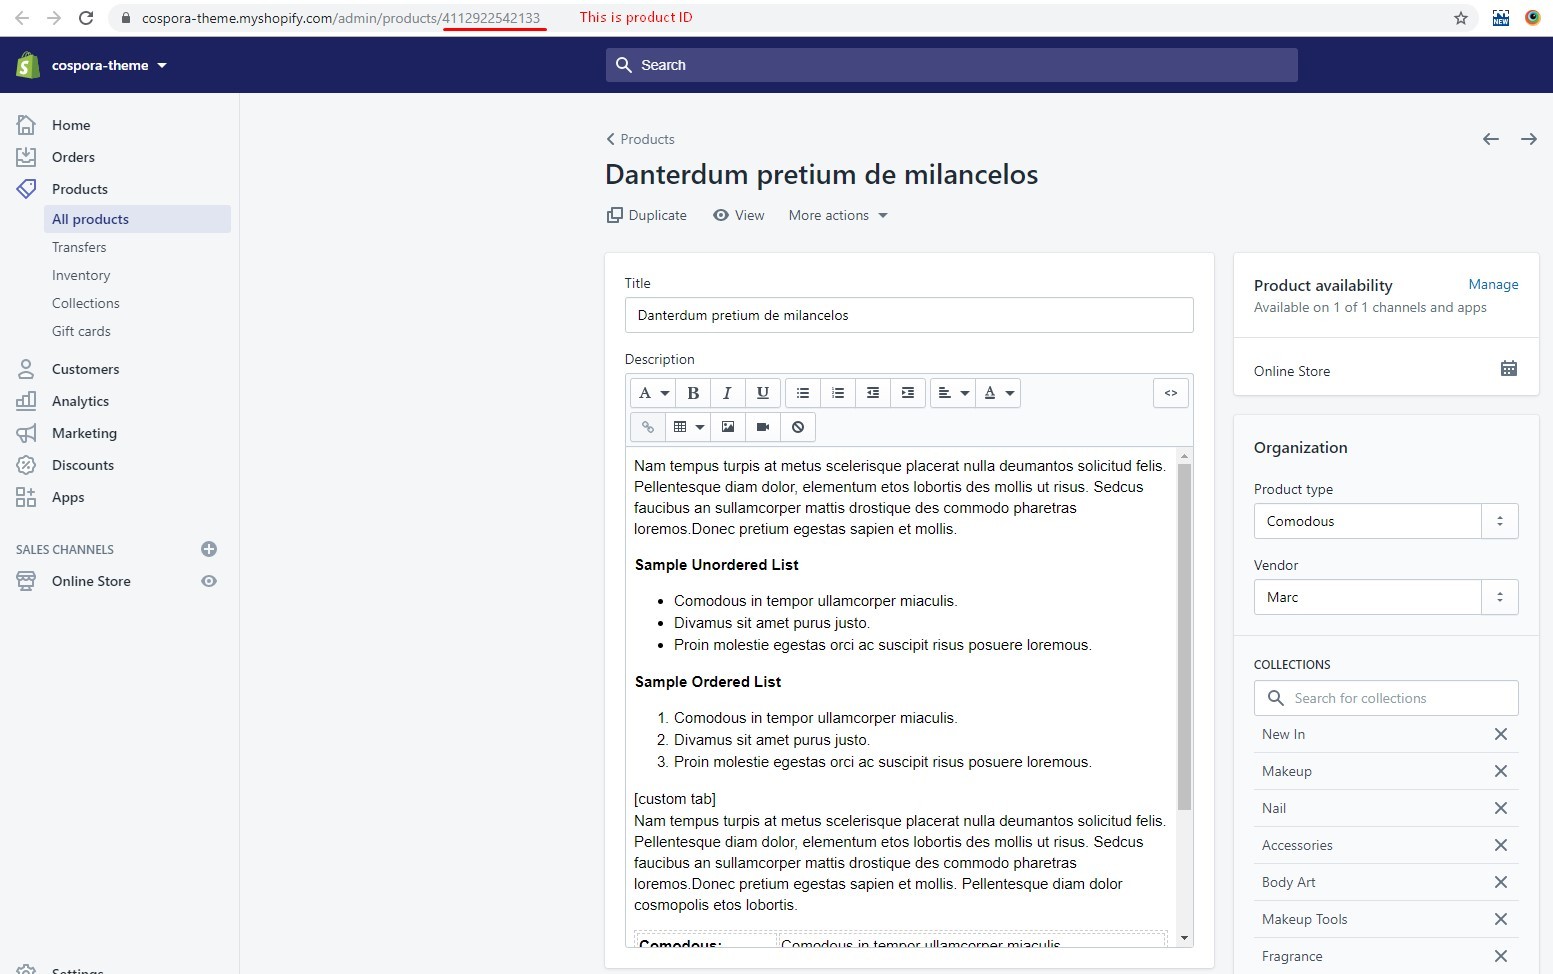 cospora-theme.myshopify.com/admin/products/4112922542133 This is product ID
NEW
cospora-theme
Search
Home
Orders
Products
All products
Transfers
Inventory
Collections
Gift cards
Customers
Analytics
Marketing
Discounts
Apps
SALES CHANNELS
Online Store
Settings
Products
Danterdum pretium de milancelos
Duplicate View More actions
Title
Danterdum pretium de milancelos
Description
A B I U A <>
Nam tempus turpis at metus scelerisque placerat nulla deumantos solicitud felis.
Pellentesque diam dolor, elementum etos lobortis des mollis ut risus. Sedcus
faucibus an sullamcorper mattis drostique des commodo pharetras
loremos.Donec pretium egestas sapien et mollis.
Sample Unordered List
• Comodous in tempor ullamcorper miaculis.
• Divamus sit amet purus justo.
• Proin molestie egestas orci ac suscipit risus posuere loremous.
Sample Ordered List
1. Comodous in tempor ullamcorper miaculis.
2. Divamus sit amet purus justo.
3. Proin molestie egestas orci ac suscipit risus posuere loremous.
[custom tab]
Nam tempus turpis at metus scelerisque placerat nulla deumantos solicitud felis.
Pellentesque diam dolor, elementum etos lobortis des mollis ut risus. Sedcus
faucibus an sullamcorper mattis drostique des commodo pharetras
loremos.Donec pretium egestas sapien et mollis. Pellentesque diam dolor
cosmopolis etos lobortis.
Comodous: Comodous in tempor ullamcorper miaculis
Product availability Manage
Available on 1 of 1 channels and apps
Online Store
Organization
Product type
Comodous
Vendor
Marc
COLLECTIONS
Search for collections
New In
Makeup
Nail
Accessories
Body Art
Makeup Tools
Fragrance